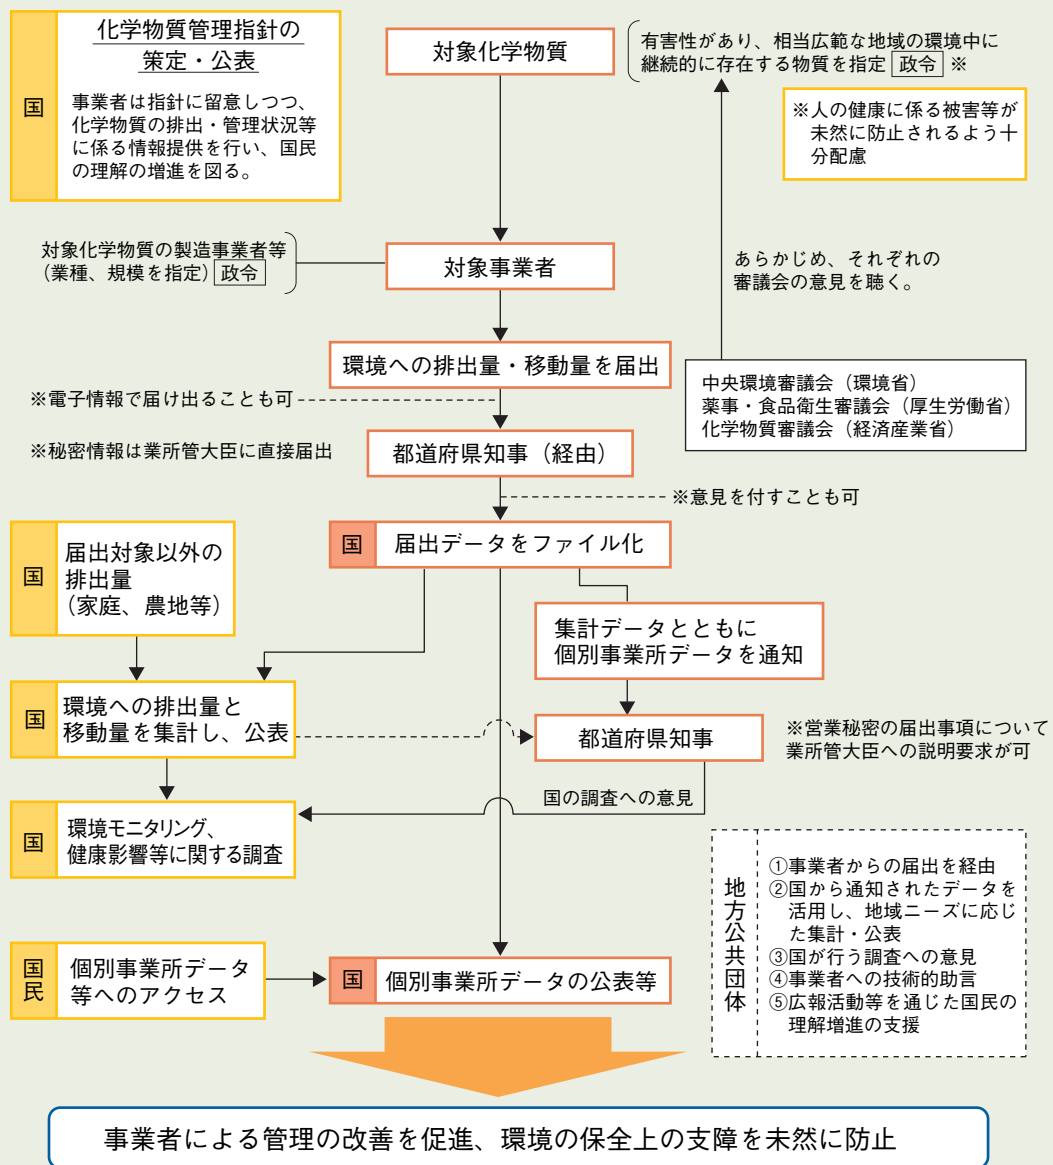 国
化学物質管理指針の
策定・公表
事業者は指針に留意しつつ、
化学物質の排出・管理状況等
に係る情報提供を行い、国民
の理解の増進を図る。
対象化学物質
有害性があり、相当広範な地域の環境中に
継続的に存在する物質を指定 政令 ※
※人の健康に係る被害等が
未然に防止されるよう十
分配慮
対象化学物質の製造事業者等
(業種、規模を指定) 政令
対象事業者
あらかじめ、それぞれの
審議会の意見を聴く。
環境への排出量・移動量を届出
中央環境審議会（環境省）
薬事・食品衛生審議会（厚生労働省）
化学物質審議会（経済産業省）
※電子情報で届け出ることも可
※秘密情報は業所管大臣に直接届出
都道府県知事（経由）
※意見を付すことも可
国
届出対象以外の
排出量
（家庭、農地等）
国
届出データをファイル化
集計データとともに
個別事業所データを通知
国
環境への排出量と
移動量を集計し、公表
都道府県知事
※営業秘密の届出事項について
業所管大臣への説明要求が可
国の調査への意見
国
環境モニタリング、
健康影響等に関する調査
地方公共団体
①事業者からの届出を経由
②国から通知されたデータを
活用し、地域ニーズに応じ
た集計・公表
③国が行う調査への意見
④事業者への技術的助言
⑤広報活動等を通じた国民の
理解増進の支援
国民
個別事業所データ
等へのアクセス
国
個別事業所データの公表等
事業者による管理の改善を促進、環境の保全上の支障を未然に防止